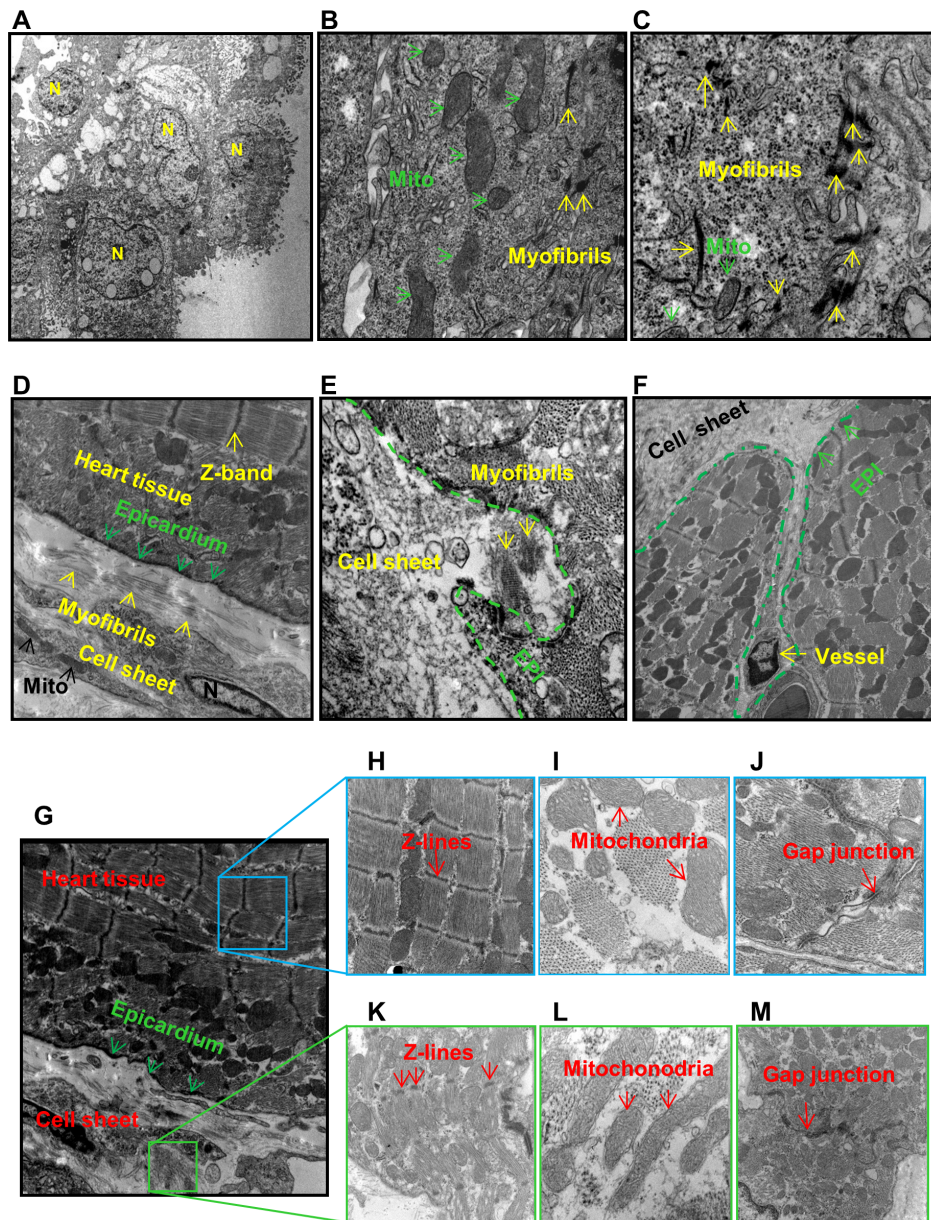 A
B
C
N
N
N
N
Mito
Myofibrils
Myofibrils
Mito
D
E
F
Z-band
Heart tissue
Epicardium
Myofibrils
Cell sheet
Mito
N
Myofibrils
Cell sheet
EPI
Cell sheet
EPI
Vessel
G
H
I
J
Heart tissue
Epicardium
Cell sheet
Z-lines
Mitochondria
Gap junction
K
L
M
Z-lines
Mitochonodria
Gap junction